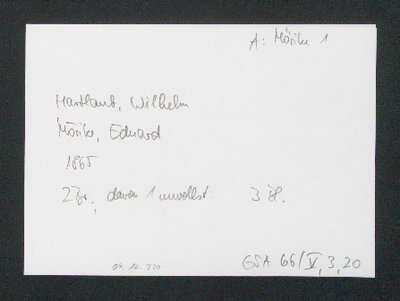 A: Mörike 1
Hartlaub, Wilhelm
Mörike, Eduard
1865
2 Br., davon 1 unvollst. 3 Bl.
GSA 66/V, 3, 20